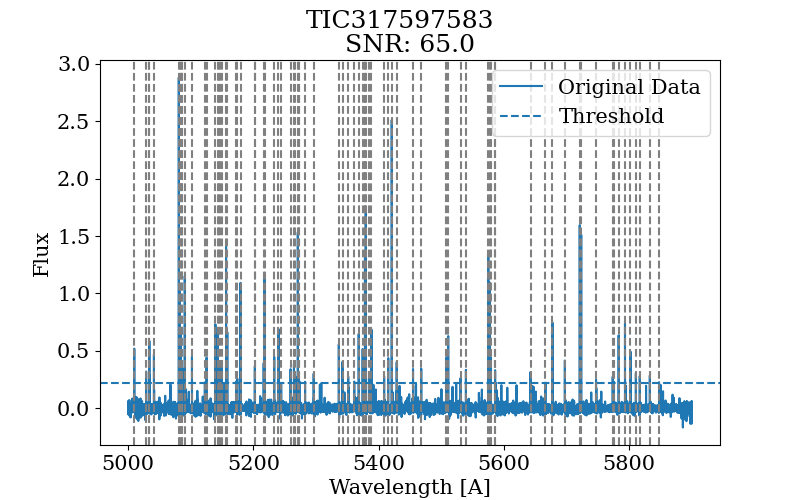 TIC317597583
SNR: 65.0
3.0
2.5
2.0
1.5
1.0
0.5
0.0
Flux
Original Data
Threshold
5000 5200 5400 5600 5800
Wavelength [A]